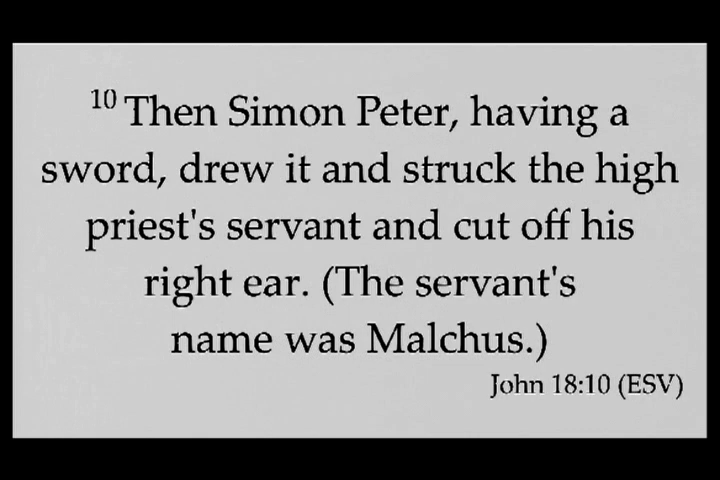 10 Then Simon Peter, having a
sword, drew it and struck the high
priest's servant and cut off his
right ear. (The servant's
name was Malchus.)
John 18:10 (ESV)